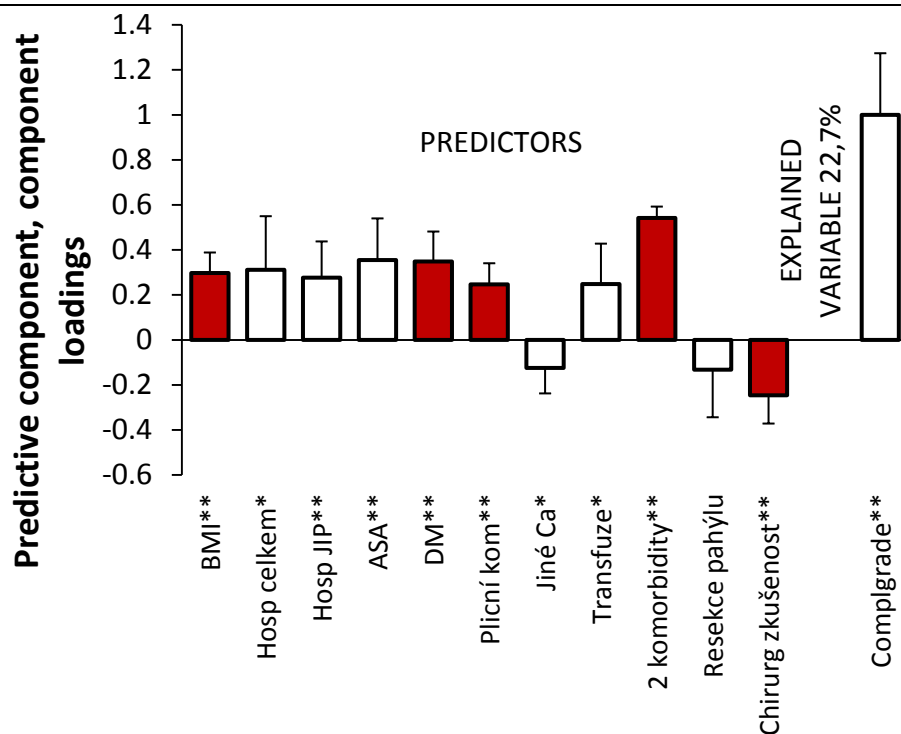 Predictive component, component
loadings
1.4
1.2
1
0.8
0.6
0.4
0.2
0
-0.2
-0.4
-0.6
PREDICTORS
EXPLAINED
VARIABLE 22,7%
BMI**
Hosp celkem*
Hosp JIP**
ASA**
DM**
Plicní kom**
Jiné Ca*
Transfuze*
2 komorbidity**
Resekce pahýlu
Chirurg zkušenost**
Complgrade**